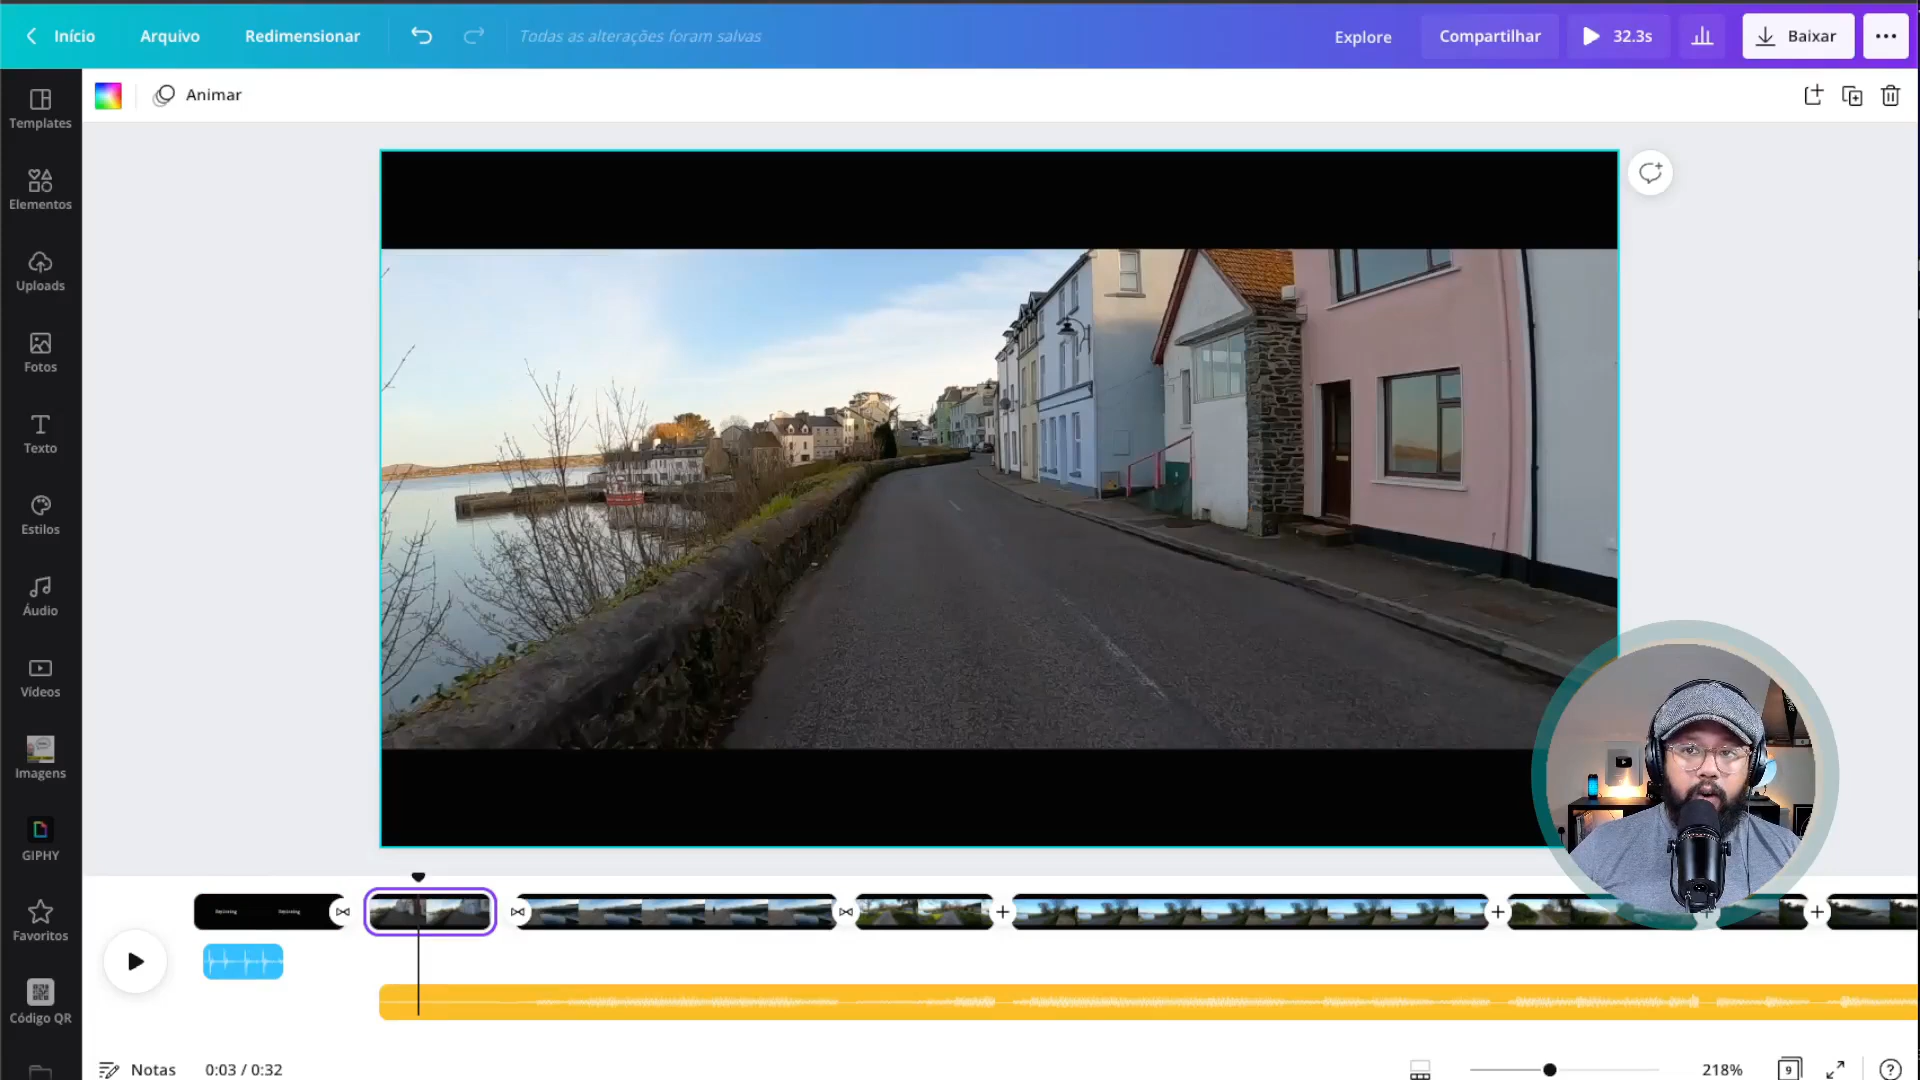 Início
Arquivo
Redimensionar
Todas as alterações foram salvas
Explore
Compartilhar
32.3s
Baixar
Animar
Templates
Elementos
Uploads
Fotos
Texto
Estilos
Áudio
Vídeos
Imagens
GIPHY
Favoritos
Código QR
Notas
0:03 / 0:32
218%
9